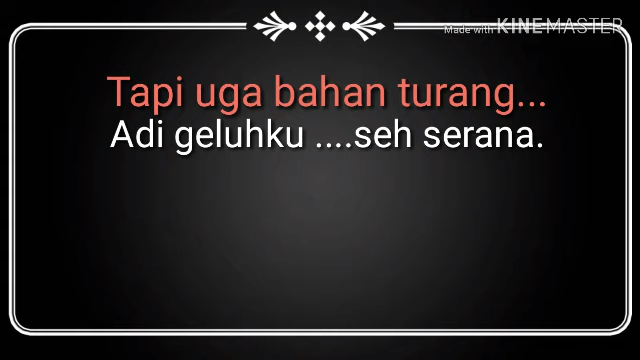 Made with KINEMASTER
Tapi uga bahan turang...
Adi geluhku ....seh serana.